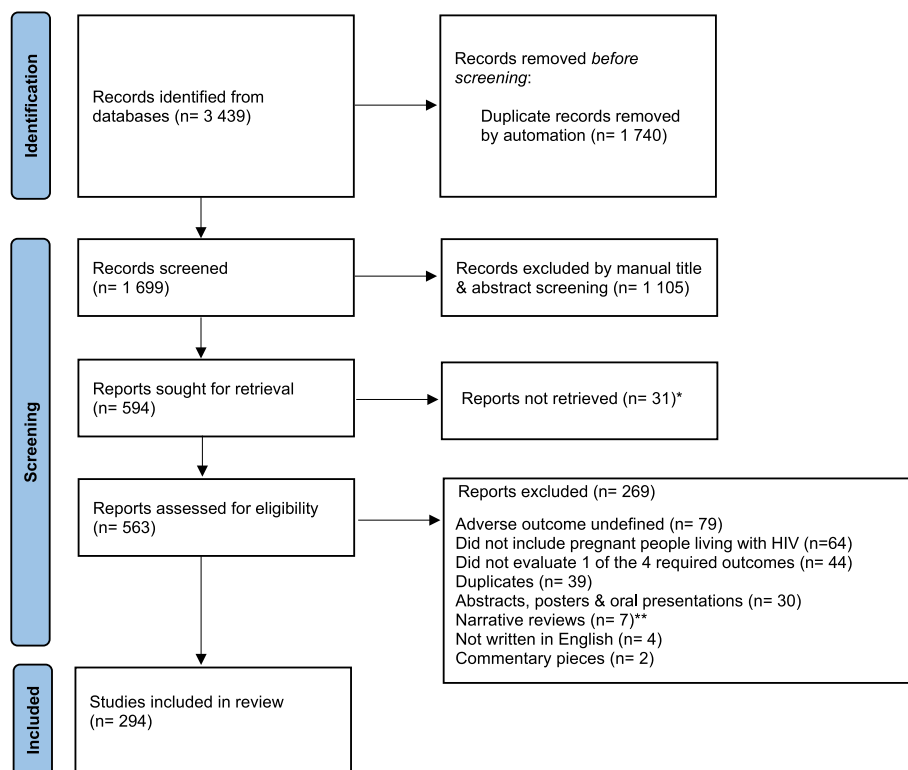 Identification
Records identified from
databases (n= 3 439)
Records removed before
screening:
Duplicate records removed
by automation (n= 1 740)
Screening
Records screened
(n= 1 699)
Records excluded by manual title
& abstract screening (n= 1 105)
Reports sought for retrieval
(n= 594)
Reports not retrieved (n= 31)*
Reports assessed for eligibility
(n= 563)
Reports excluded (n= 269)
Adverse outcome undefined (n= 79)
Did not include pregnant people living with HIV (n=64)
Did not evaluate 1 of the 4 required outcomes (n= 44)
Duplicates (n= 39)
Abstracts, posters & oral presentations (n= 30)
Narrative reviews (n= 7)**
Not written in English (n= 4)
Commentary pieces (n= 2)
Included
Studies included in review
(n= 294)